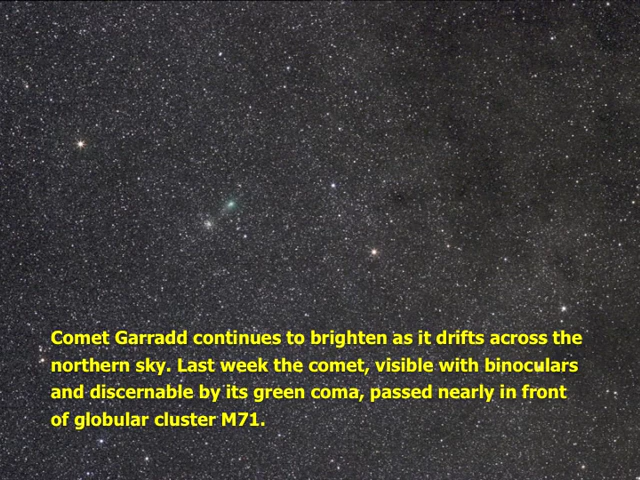 Comet Garradd continues to brighten as it drifts across the
northern sky. Last week the comet, visible with binoculars
and discernable by its green coma, passed nearly in front
of globular cluster M71.